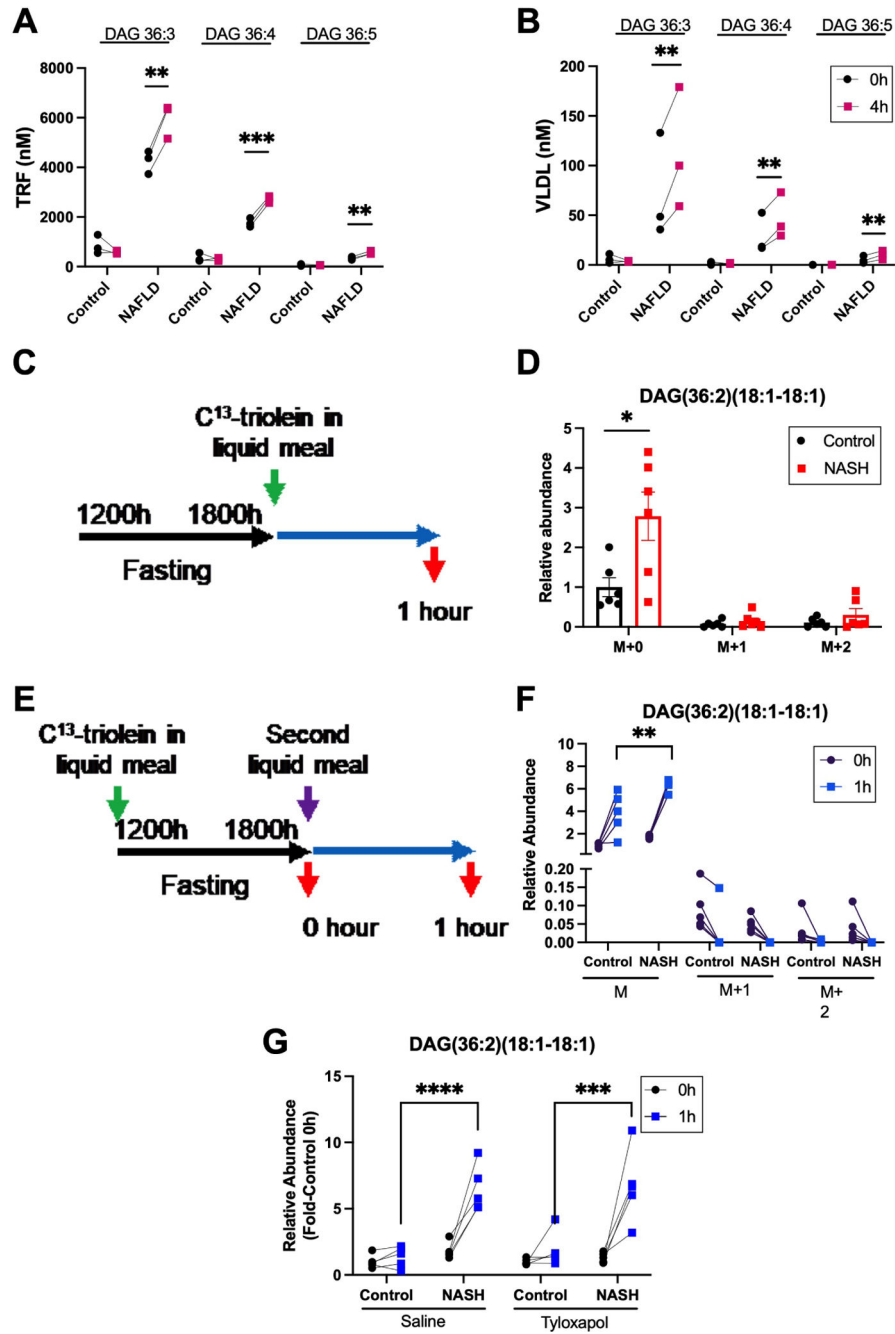 A
DAG 36:3 DAG 36:4 DAG 36:5
8000
6000
4000
2000
0
TRF (nM)
** *** **
Control NAFLD Control NAFLD Control NAFLD
B
DAG 36:3 DAG 36:4 DAG 36:5
200
150
100
50
0
VLDL (nM)
** ** **
0h
4h
Control NAFLD Control NAFLD Control NAFLD
C
C13-triolein in
liquid meal
1200h 1800h
Fasting
1 hour
D
DAG(36:2)(18:1-18:1)
5
4
3
2
1
0
Relative abundance
*
Control
NASH
M+0 M+1 M+2
E
C13-triolein in
liquid meal
Second
liquid meal
1200h 1800h
Fasting
0 hour 1 hour
F
DAG(36:2)(18:1-18:1)
10
8
6
4
2
0.20
0.15
0.10
0.05
0.00
Relative Abundance
**
0h
1h
Control NASH Control NASH Control NASH
M M+1 M+
2
G
DAG(36:2)(18:1-18:1)
15
10
5
0
Relative Abundance
(Fold-Control 0h)
**** ***
0h
1h
Control NASH Control NASH
Saline Tyloxapol